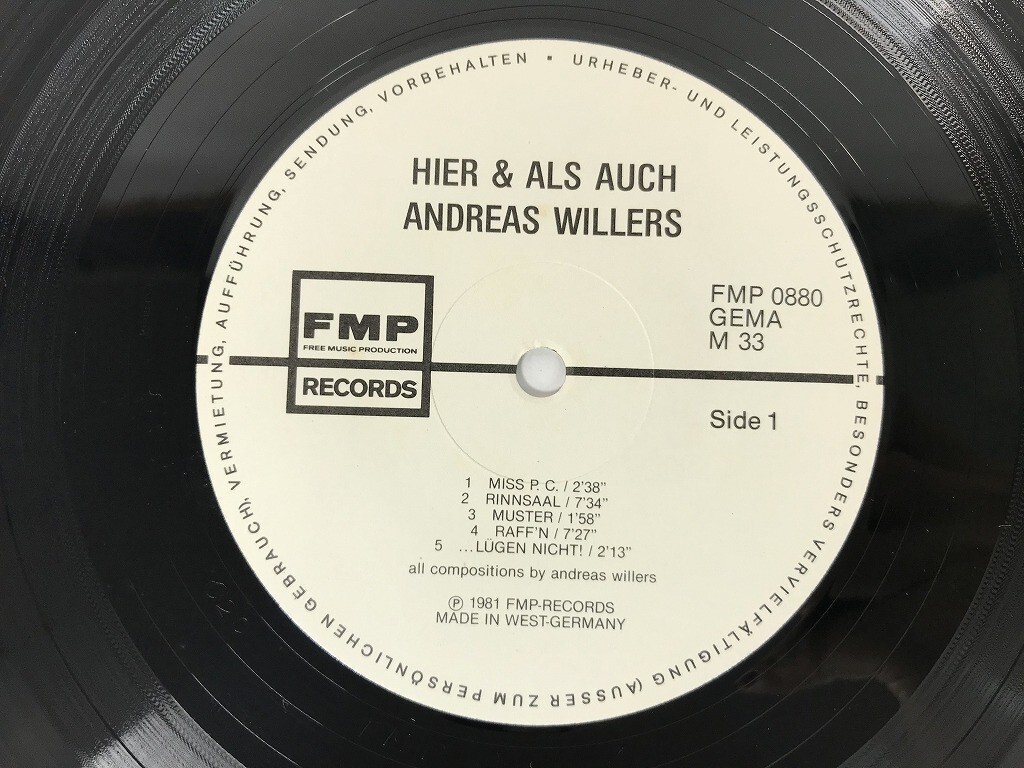 URHEBER- UND LEISTUNGSSCHUTZRECHTE, BESONDERS VERVIELFÄLTIGUNG (AUSSER ZUM PERSÖNLICHEN GEBRAUCH), VERMIETUNG, AUFFÜHRUNG, SENDUNG, VORBEHALTEN ▪
HIER & ALS AUCH
ANDREAS WILLERS
FMP
FREE MUSIC PRODUCTION
RECORDS
FMP 0880
GEMA
M 33
Side 1
1 MISS P. C. / 2'38”
2 RINNSAAL / 7'34”
3 MUSTER / 1'58”
4 RAFF'N / 7'27”
5 ...LÜGEN NICHT! / 2'13”
all compositions by andreas willers
Ⓟ 1981 FMP-RECORDS
MADE IN WEST-GERMANY